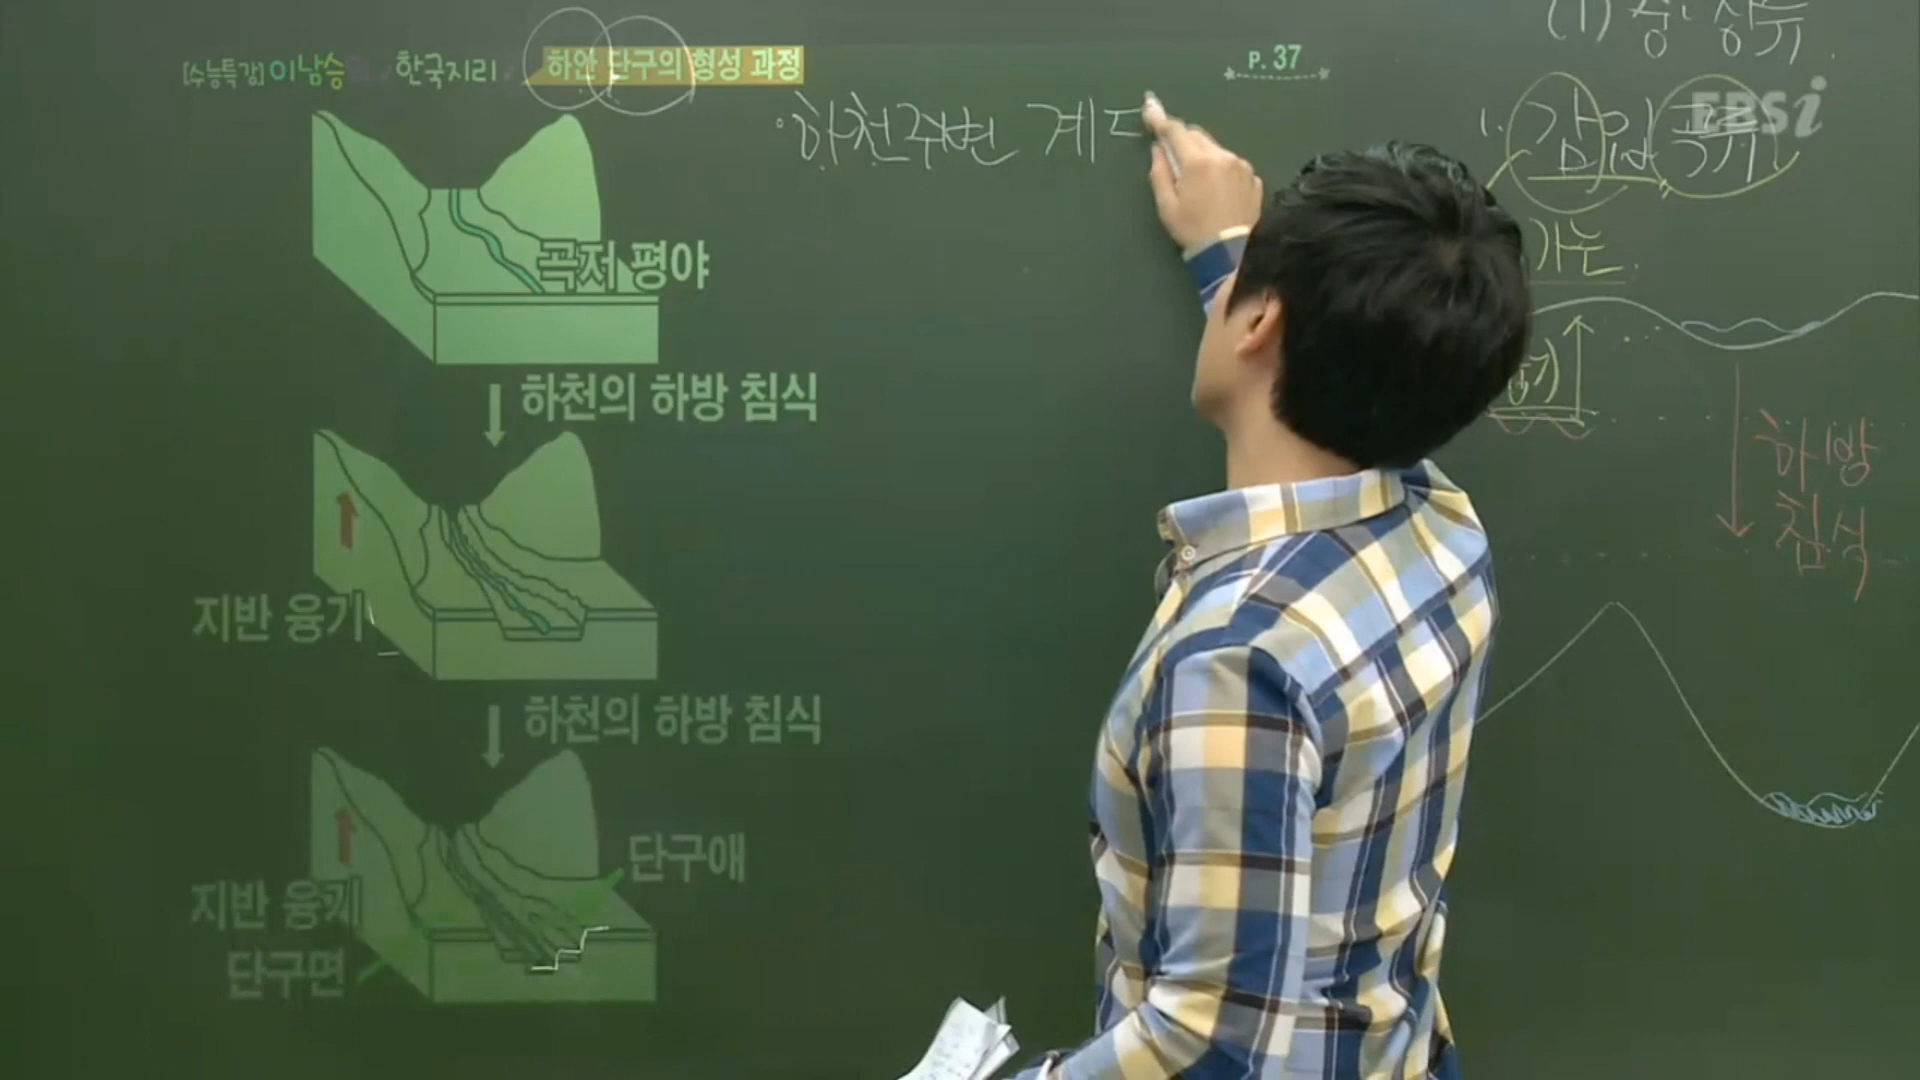 [수능특강] 이남승 한국지리 하안 단구의 형성 과정
P. 37
하천주변 계
곡저 평야
하천의 하방 침식
지반 융기
하천의 하방 침식
단구애
지반 융기
단구면
(1) 중·상류
EBSi
감입 곡류
가는
하방
침식